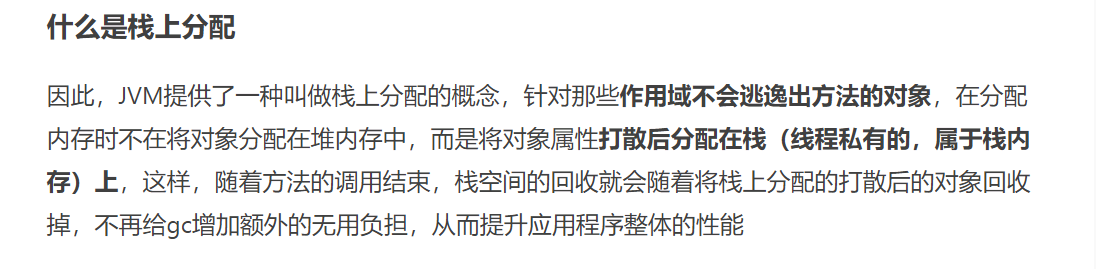 什么是栈上分配
因此，JVM提供了一种叫做栈上分配的概念，针对那些作用域不会逃逸出方法的对象，在分配
内存时不在将对象分配在堆内存中，而是将对象属性打散后分配在栈（线程私有的，属于栈内
存）上，这样，随着方法的调用结束，栈空间的回收就会随着将栈上分配的打散后的对象回收
掉，不再给gc增加额外的无用负担，从而提升应用程序整体的性能